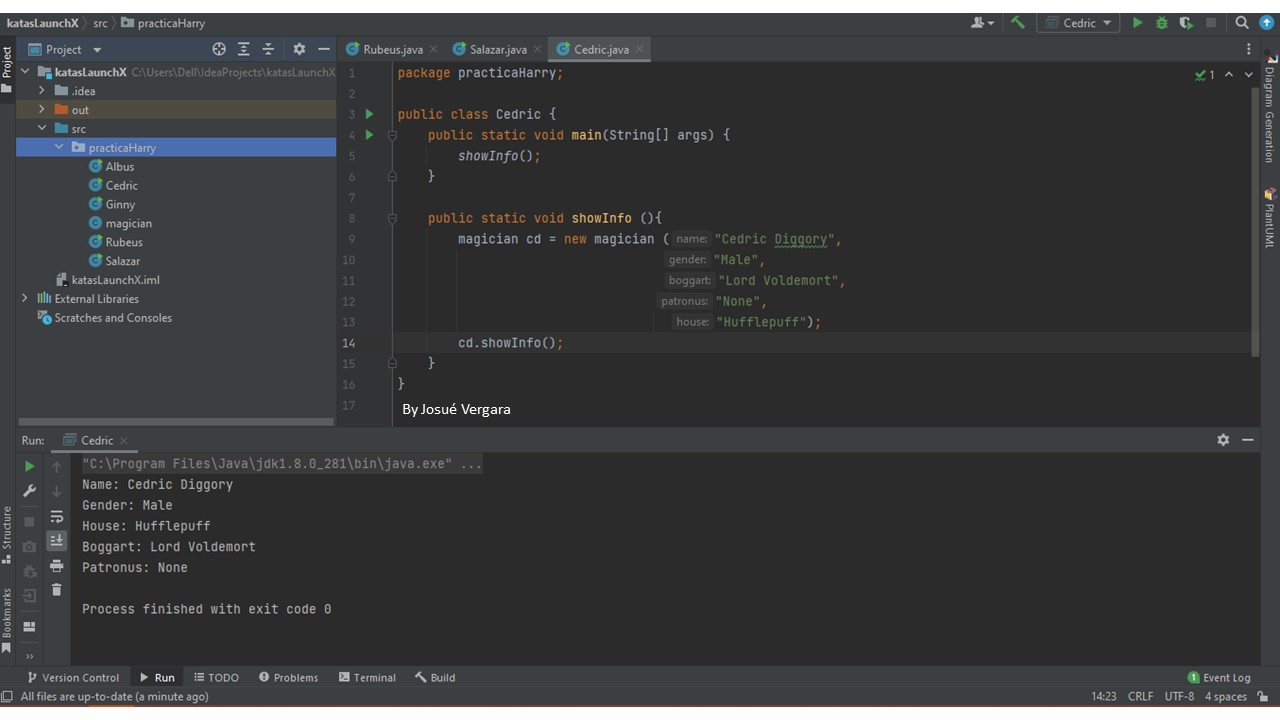 katasLaunchX src practicaHarry Cedric
Project
Project
katasLaunchX C:\Users\Dell\IdeaProjects\katasLaunchX
.idea
out
src
practicaHarry
Albus
Cedric
Ginny
magician
Rubeus
Salazar
katasLaunchX.iml
External Libraries
Scratches and Consoles
Rubeus.java Salazar.java Cedric.java
1 package practicaHarry;
1
2
3 public class Cedric {
4 public static void main(String[] args) {
5 showInfo();
6 }
7
8 public static void showInfo (){
9 magician cd = new magician ( name: "Cedric Diggory",
10 gender: "Male",
11 boggart: "Lord Voldemort",
12 patronus: "None",
13 house: "Hufflepuff");
14 cd.showInfo();
15 }
16 }
17
By Josué Vergara
Diagram Generation
PlantUML
Run: Cedric
"C:\Program Files\Java\jdk1.8.0_281\bin\java.exe" ...
Name: Cedric Diggory
Gender: Male
House: Hufflepuff
Boggart: Lord Voldemort
Patronus: None
Process finished with exit code 0
Structure
Bookmarks
Version Control Run TODO Problems Terminal Build 1 Event Log
All files are up-to-date (a minute ago) 14:23 CRLF UTF-8 4 spaces